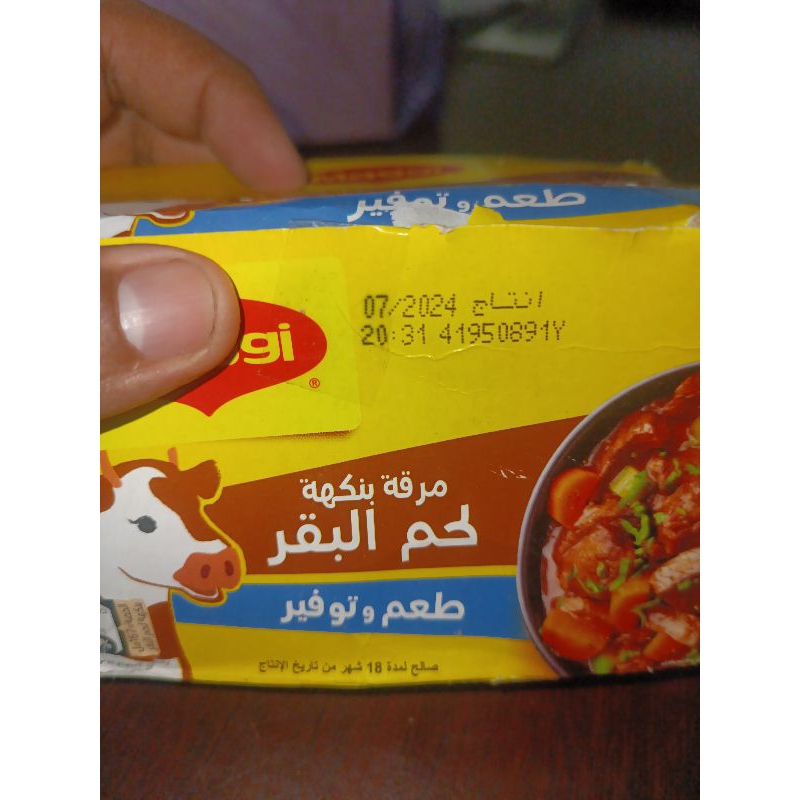 طعم و توفير
انتاج 07/2024
20:31 41950891Y
ggi
®
مرقة بنكهة
لحم البقر
طعم و توفير
صالح لمدة 18 شهر من تاريخ الإنتاج